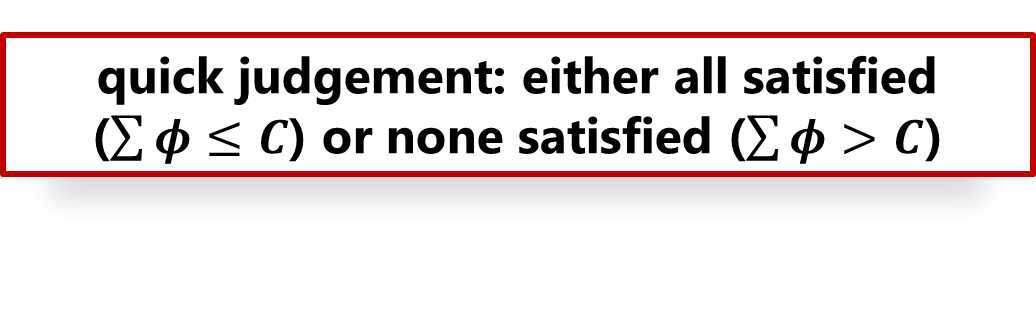 quick judgement: either all satisfied
(∑ ϕ ≤ C) or none satisfied (∑ ϕ > C)